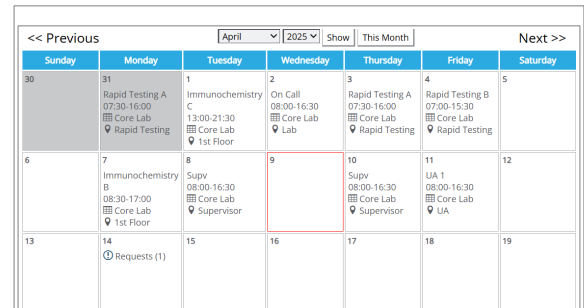 << Previous April 2025 Show This Month Next >>
Sunday Monday Tuesday Wednesday Thursday Friday Saturday
30
31
Rapid Testing A
07:30-16:00
Core Lab
Rapid Testing
1
Immunochemistry
C
13:00-21:30
Core Lab
1st Floor
2
On Call
08:00-16:30
Core Lab
Lab
3
Rapid Testing A
07:30-16:00
Core Lab
Rapid Testing
4
Rapid Testing B
07:00-15:30
Core Lab
Rapid Testing
5
6
7
Immunochemistry
B
08:30-17:00
Core Lab
1st Floor
8
Supv
08:00-16:30
Core Lab
Supervisor
9
10
Supv
08:00-16:30
Core Lab
Supervisor
11
UA 1
08:00-16:30
Core Lab
UA
12
13
14
Requests (1)
15
16
17
18
19